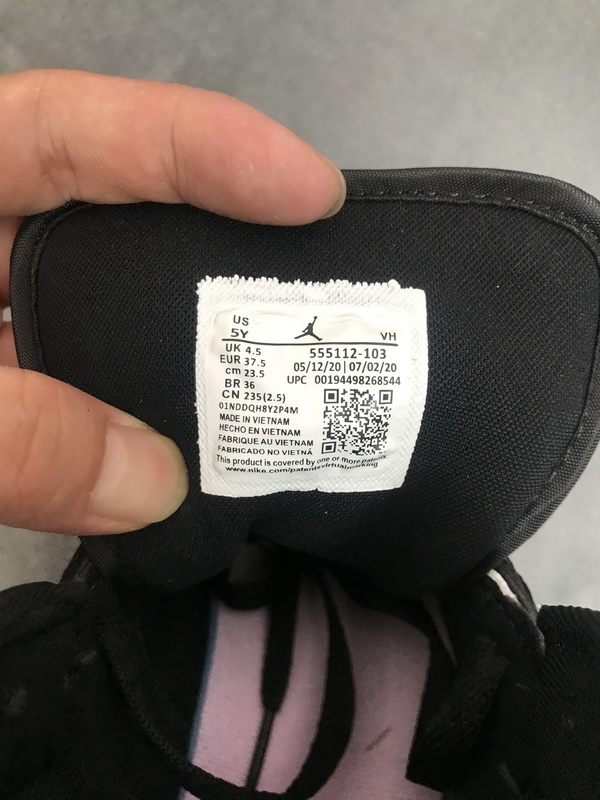 US
5Y
VH
UK 4.5
EUR 37.5
cm 23.5
BR 36
CN 235(2.5)
555112-103
05/12/20 | 07/02/20
UPC 00194498268544
01NDDQH8Y2P4M
MADE IN VIETNAM
HECHO EN VIETNAM
FABRIQUE AU VIETNAM
FABRICADO NO VIETNÃ
This product is covered by one or more patents.
www.nike.com/patentsvirtualmarking